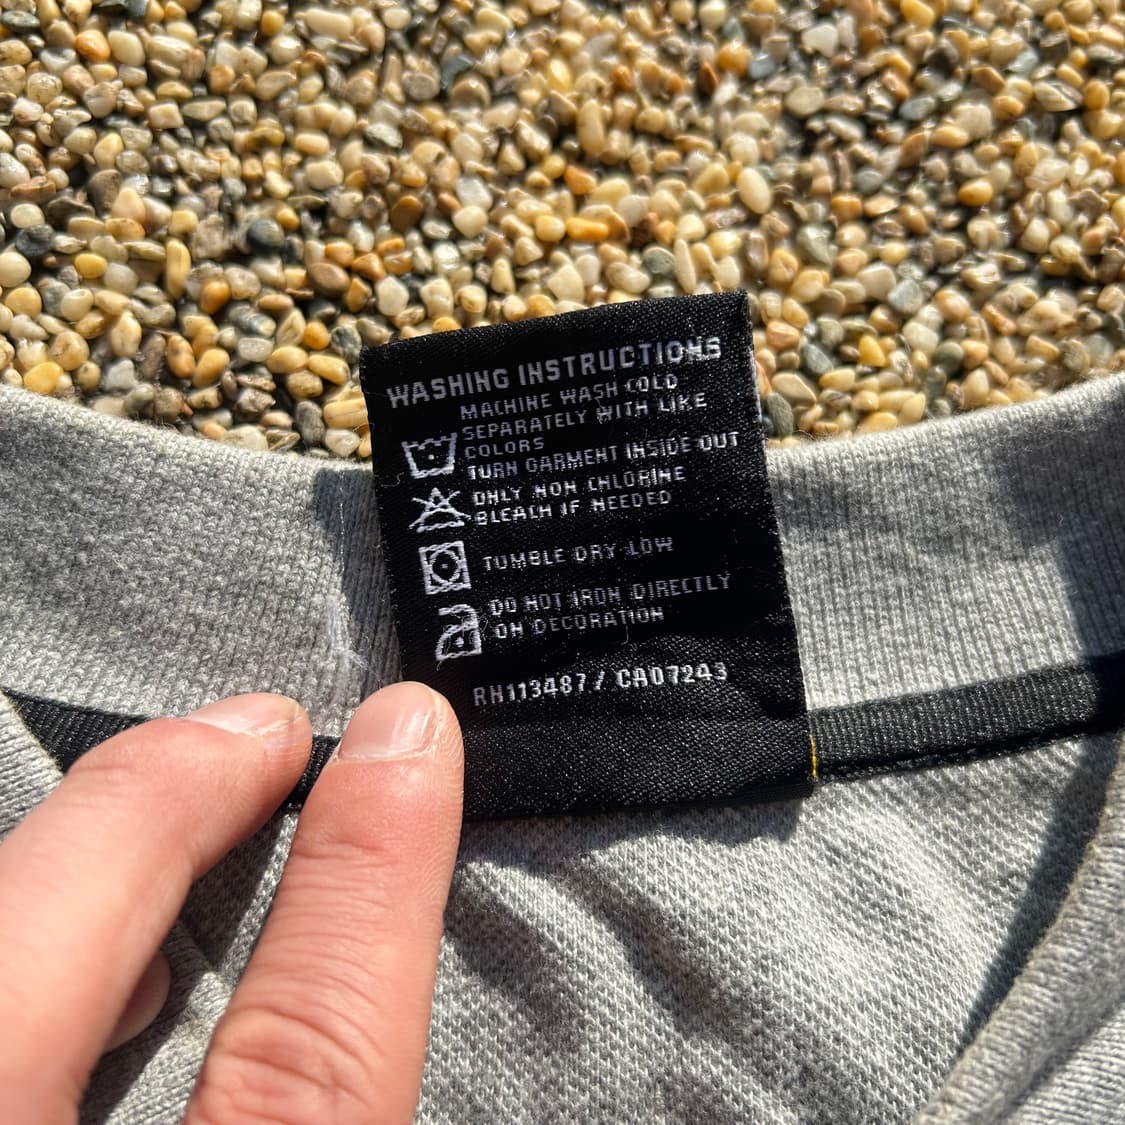 WASHING INSTRUCTIONS
MACHINE WASH COLD
SEPARATELY WITH LIKE
COLORS
TURN GARMENT INSIDE OUT
ONLY NON CHLORINE
BLEACH IF NEEDED
TUMBLE DRY LOW
DO NOT IRON DIRECTLY
ON DECORATION
RN113487 / CA07243